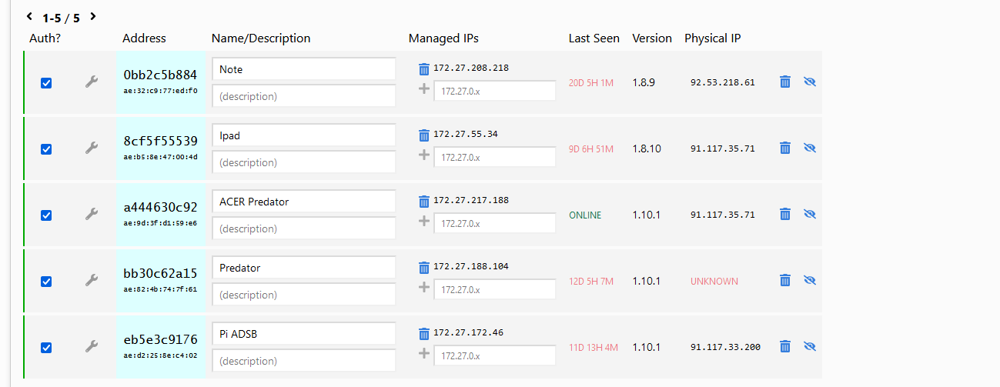 1-5 / 5
Auth? Address Name/Description Managed IPs Last Seen Version Physical IP
0bb2c5b884 Note 172.27.208.218 20D 5H 1M 1.8.9 92.53.218.61
ae:32:c9:77:ed:f0 (description) 172.27.0.x
8cf5f55539 Ipad 172.27.55.34 9D 6H 51M 1.8.10 91.117.35.71
ae:b5:8e:47:00:4d (description) 172.27.0.x
a444630c92 ACER Predator 172.27.217.188 ONLINE 1.10.1 91.117.35.71
ae:9d:3f:d1:59:e6 (description) 172.27.0.x
bb30c62a15 Predator 172.27.188.104 12D 5H 7M 1.10.1 UNKNOWN
ae:82:4b:74:7f:61 (description) 172.27.0.x
eb5e3c9176 Pi ADSB 172.27.172.46 11D 13H 4M 1.10.1 91.117.33.200
ae:d2:25:8e:c4:02 (description) 172.27.0.x